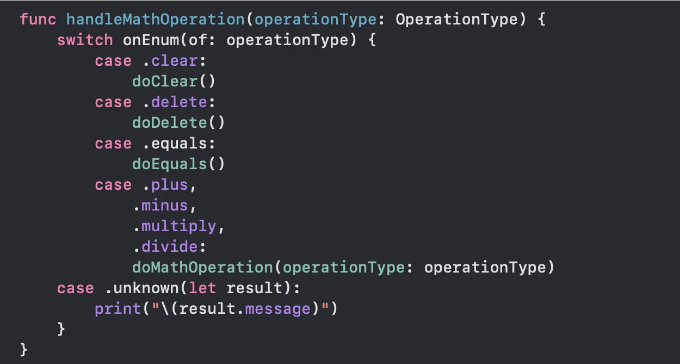 func handleMathOperation(operationType: OperationType) {
    switch onEnum(of: operationType) {
        case .clear:
            doClear()
        case .delete:
            doDelete()
        case .equals:
            doEquals()
        case .plus,
            .minus,
            .multiply,
            .divide:
            doMathOperation(operationType: operationType)
    case .unknown(let result):
        print("\(result.message)")
    }
}